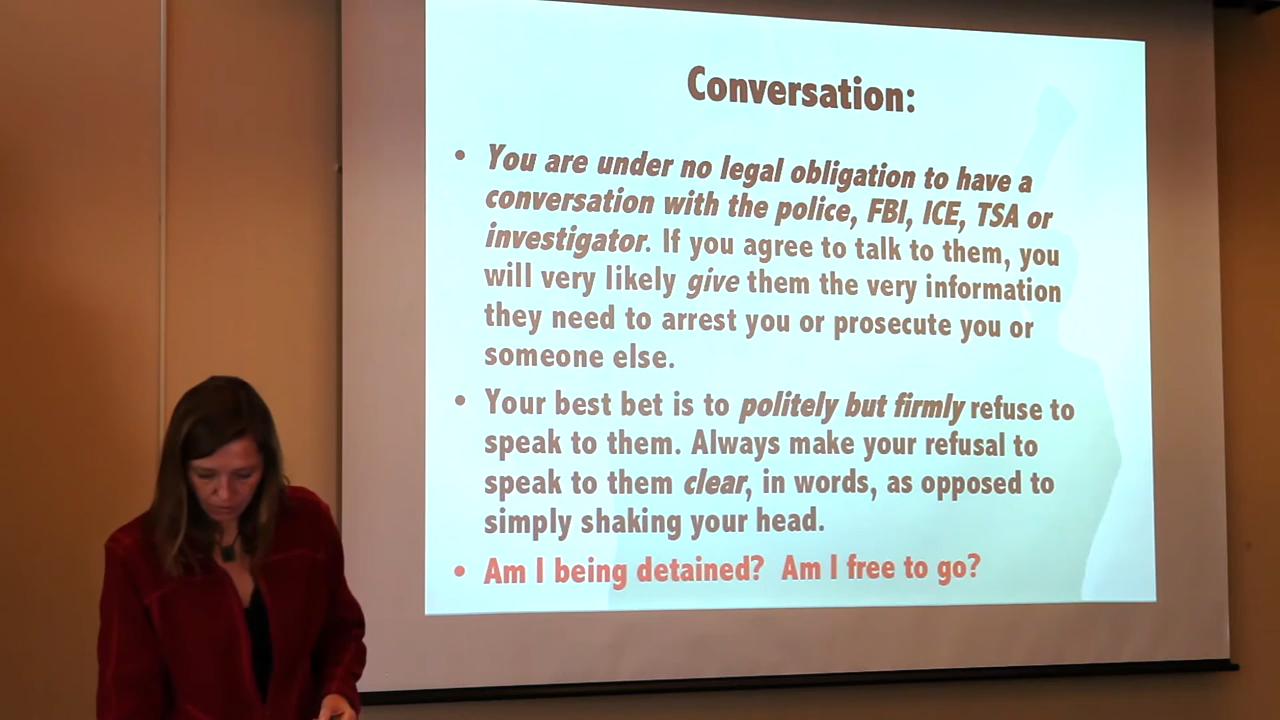 Conversation:
• You are under no legal obligation to have a
conversation with the police, FBI, ICE, TSA or
investigator. If you agree to talk to them, you
will very likely give them the very information
they need to arrest you or prosecute you or
someone else.
• Your best bet is to politely but firmly refuse to
speak to them. Always make your refusal to
speak to them clear, in words, as opposed to
simply shaking your head.
• Am I being detained?  Am I free to go?